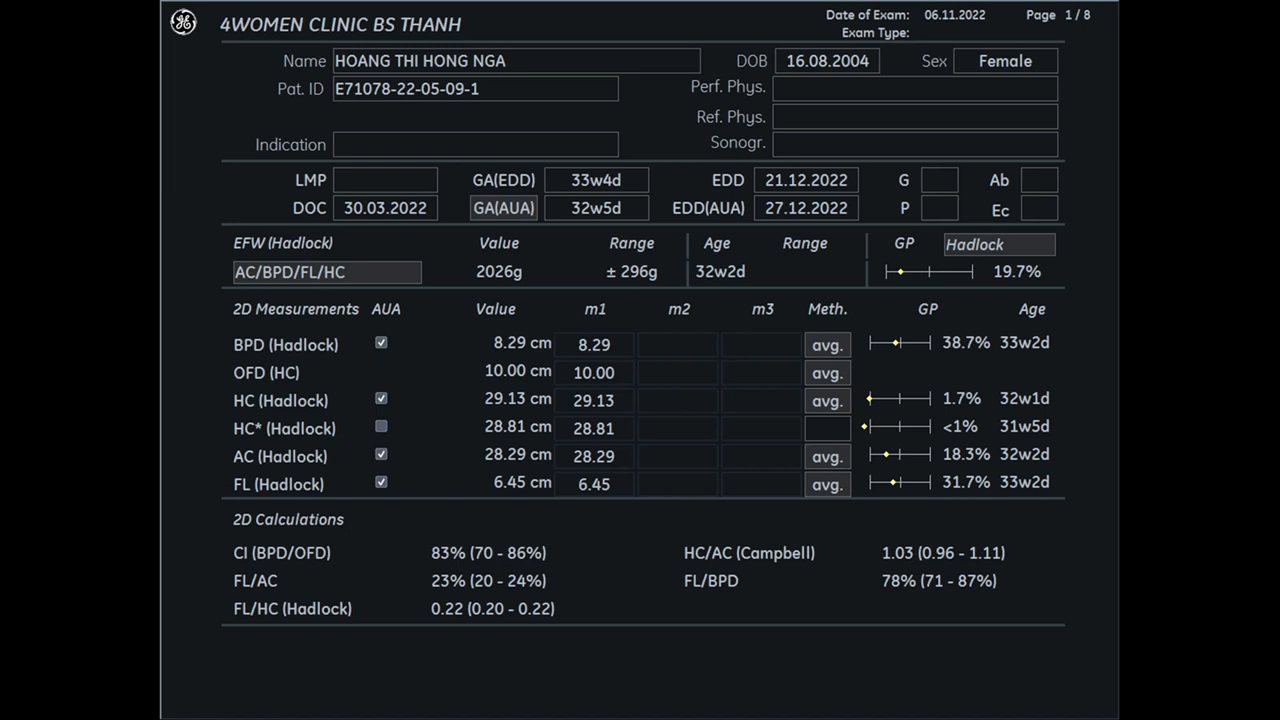 4WOMEN CLINIC BS THANH Date of Exam: 06.11.2022 Page 1 / 8
Exam Type:
Name HOANG THI HONG NGA DOB 16.08.2004 Sex Female
Pat. ID E71078-22-05-09-1 Perf. Phys.
Ref. Phys.
Indication Sonogr.
LMP GA(EDD) 33w4d EDD 21.12.2022 G Ab
DOC 30.03.2022 GA(AUA) 32w5d EDD(AUA) 27.12.2022 P Ec
EFW (Hadlock) Value Range Age Range GP Hadlock
AC/BPD/FL/HC 2026g ± 296g 32w2d 19.7%
2D Measurements AUA Value m1 m2 m3 Meth. GP Age
BPD (Hadlock) 8.29 cm 8.29 avg. 38.7% 33w2d
OFD (HC) 10.00 cm 10.00 avg.
HC (Hadlock) 29.13 cm 29.13 avg. 1.7% 32w1d
HC* (Hadlock) 28.81 cm 28.81 <1% 31w5d
AC (Hadlock) 28.29 cm 28.29 avg. 18.3% 32w2d
FL (Hadlock) 6.45 cm 6.45 avg. 31.7% 33w2d
2D Calculations
CI (BPD/OFD) 83% (70 - 86%) HC/AC (Campbell) 1.03 (0.96 - 1.11)
FL/AC 23% (20 - 24%) FL/BPD 78% (71 - 87%)
FL/HC (Hadlock) 0.22 (0.20 - 0.22)